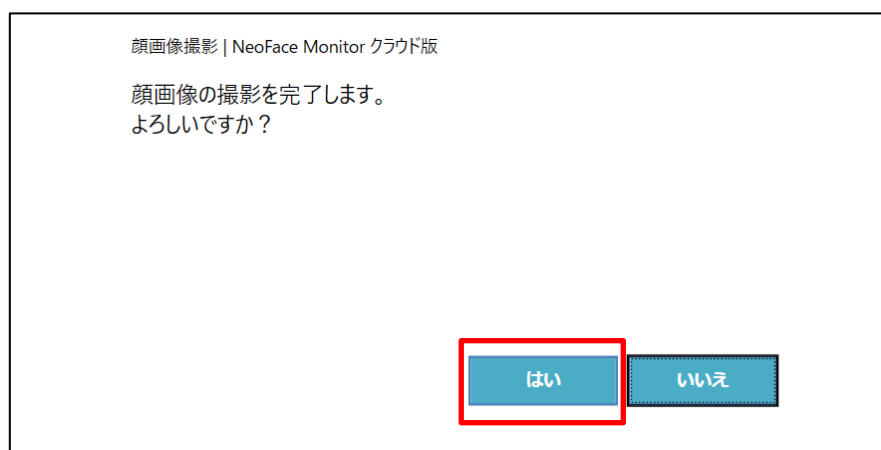 顔画像撮影 | NeoFace Monitor クラウド版
顔画像の撮影を完了します。
よろしいですか？
はい
いいえ